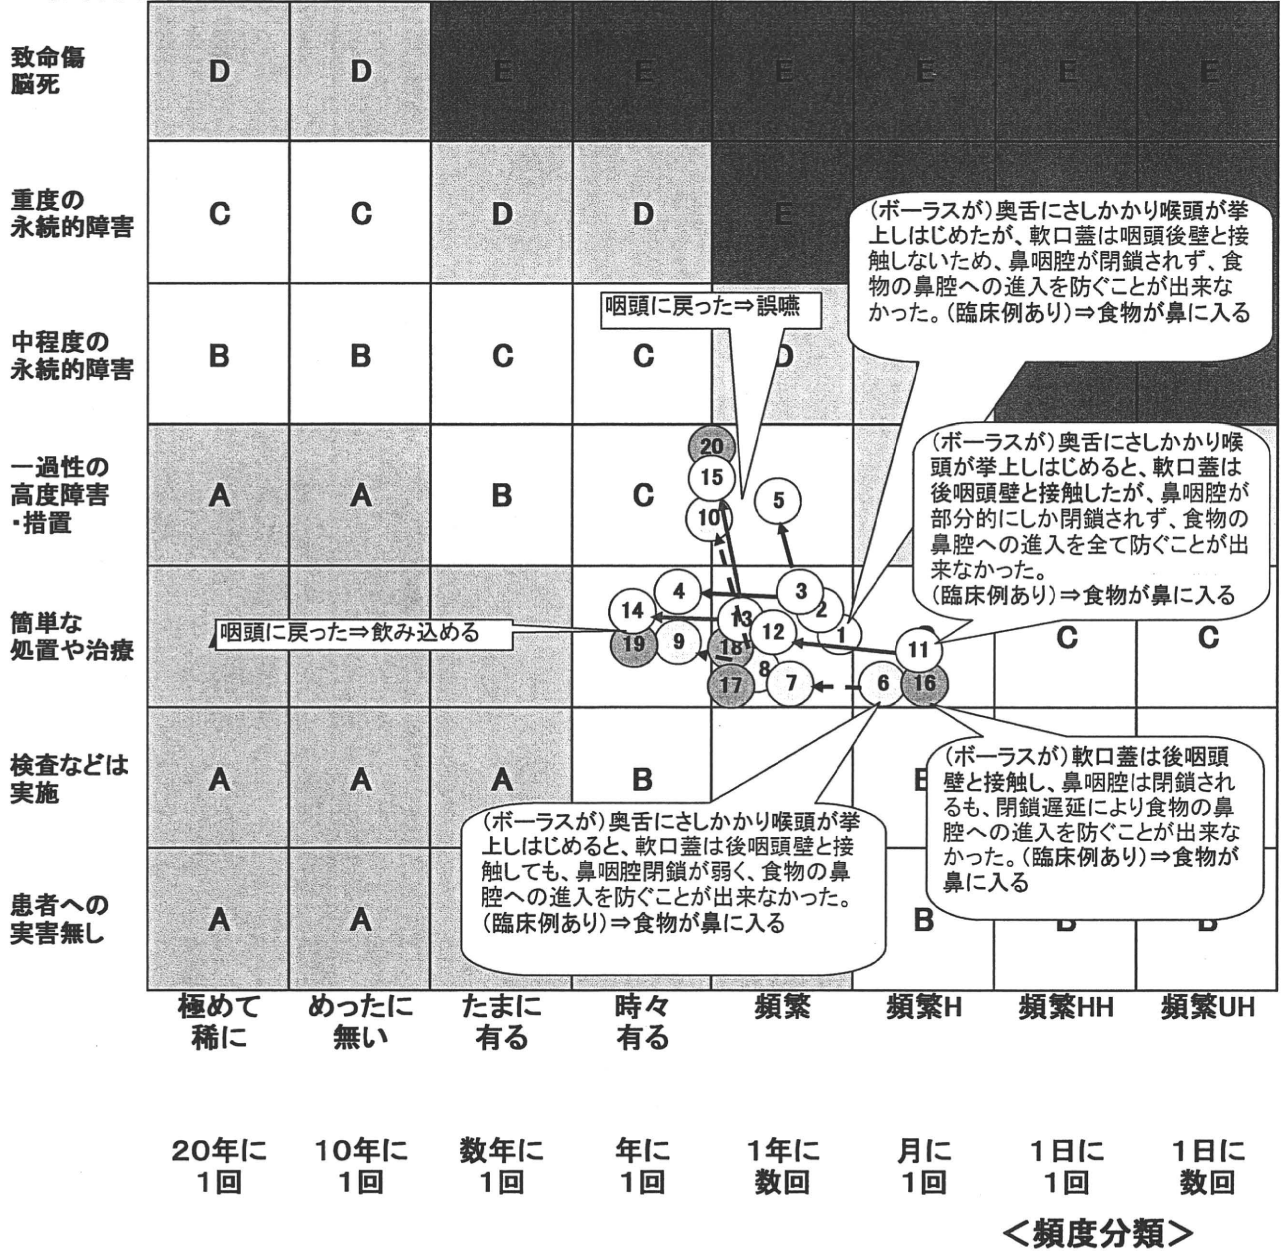 致命傷
脳死
D
D
E
E
E
E
E
E
重度の
永続的障害
C
C
D
D
E
(ボーラスが)奥舌にさしかかり喉頭が挙
上しはじめたが、軟口蓋は咽頭後壁と接
触しないため、鼻咽腔が閉鎖されず、食
物の鼻腔への進入を防ぐことが出来な
かった。(臨床例あり)⇒食物が鼻に入る
咽頭に戻った⇒誤嚥
中程度の
永続的障害
B
B
C
C
D
一過性の
高度障害
・措置
A
A
B
C
20
15
10
5
(ボーラスが)奥舌にさしかかり喉
頭が挙上しはじめると、軟口蓋は
後咽頭壁と接触したが、鼻咽腔が
部分的にしか閉鎖されず、食物の
鼻腔への進入を全て防ぐことが出
来なかった。
(臨床例あり)⇒食物が鼻に入る
簡単な
処置や治療
咽頭に戻った⇒飲み込める
4
3
2
14
13
12
1
19
9
18
8
11
17
7
6
16
C
C
検査などは
実施
A
A
A
B
(ボーラスが)軟口蓋は後咽頭
壁と接触し、鼻咽腔は閉鎖され
るも、閉鎖遅延により食物の鼻
腔への進入を防ぐことが出来な
かった。(臨床例あり)⇒食物が
鼻に入る
(ボーラスが)奥舌にさしかかり喉頭が挙
上しはじめると、軟口蓋は後咽頭壁と接
触しても、鼻咽腔閉鎖が弱く、食物の鼻
腔への進入を防ぐことが出来なかった。
(臨床例あり)⇒食物が鼻に入る
患者への
実害無し
A
A
B
B
B
極めて
稀に
めったに
無い
たまに
有る
時々
有る
頻繁
頻繁H
頻繁HH
頻繁UH
20年に
1回
10年に
1回
数年に
1回
年に
1回
1年に
数回
月に
1回
1日に
1回
1日に
数回
<頻度分類>